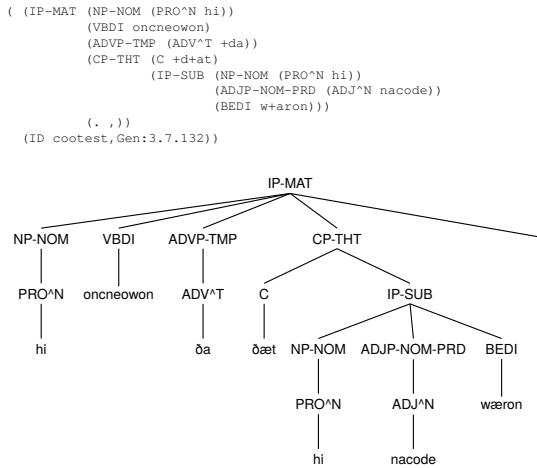 ( (IP-MAT (NP-NOM (PRO^N hi))
(VBDI oncneowon)
(ADVP-TMP (ADV^T +da))
(CP-THT (C +d+at)
(IP-SUB (NP-NOM (PRO^N hi))
(ADJP-NOM-PRD (ADJ^N nacode))
(BEDI w+aron)))
(. ,))
(ID cootest,Gen:3.7.132))
IP-MAT
NP-NOM VBDI ADVP-TMP CP-THT
PRO^N oncneowon ADV^T C IP-SUB
hi ða ðæt NP-NOM ADJP-NOM-PRD BEDI
PRO^N ADJ^N wæron
hi nacode